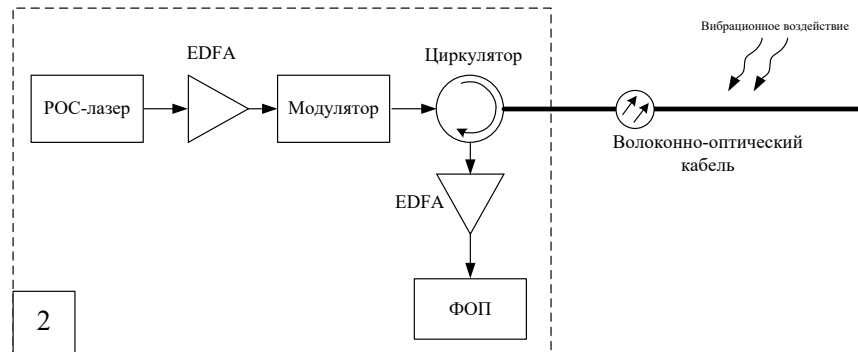 Вибрационное воздействие
EDFA
Циркулятор
РОС-лазер
Модулятор
Волоконно-оптический
кабель
EDFA
ФОП
2